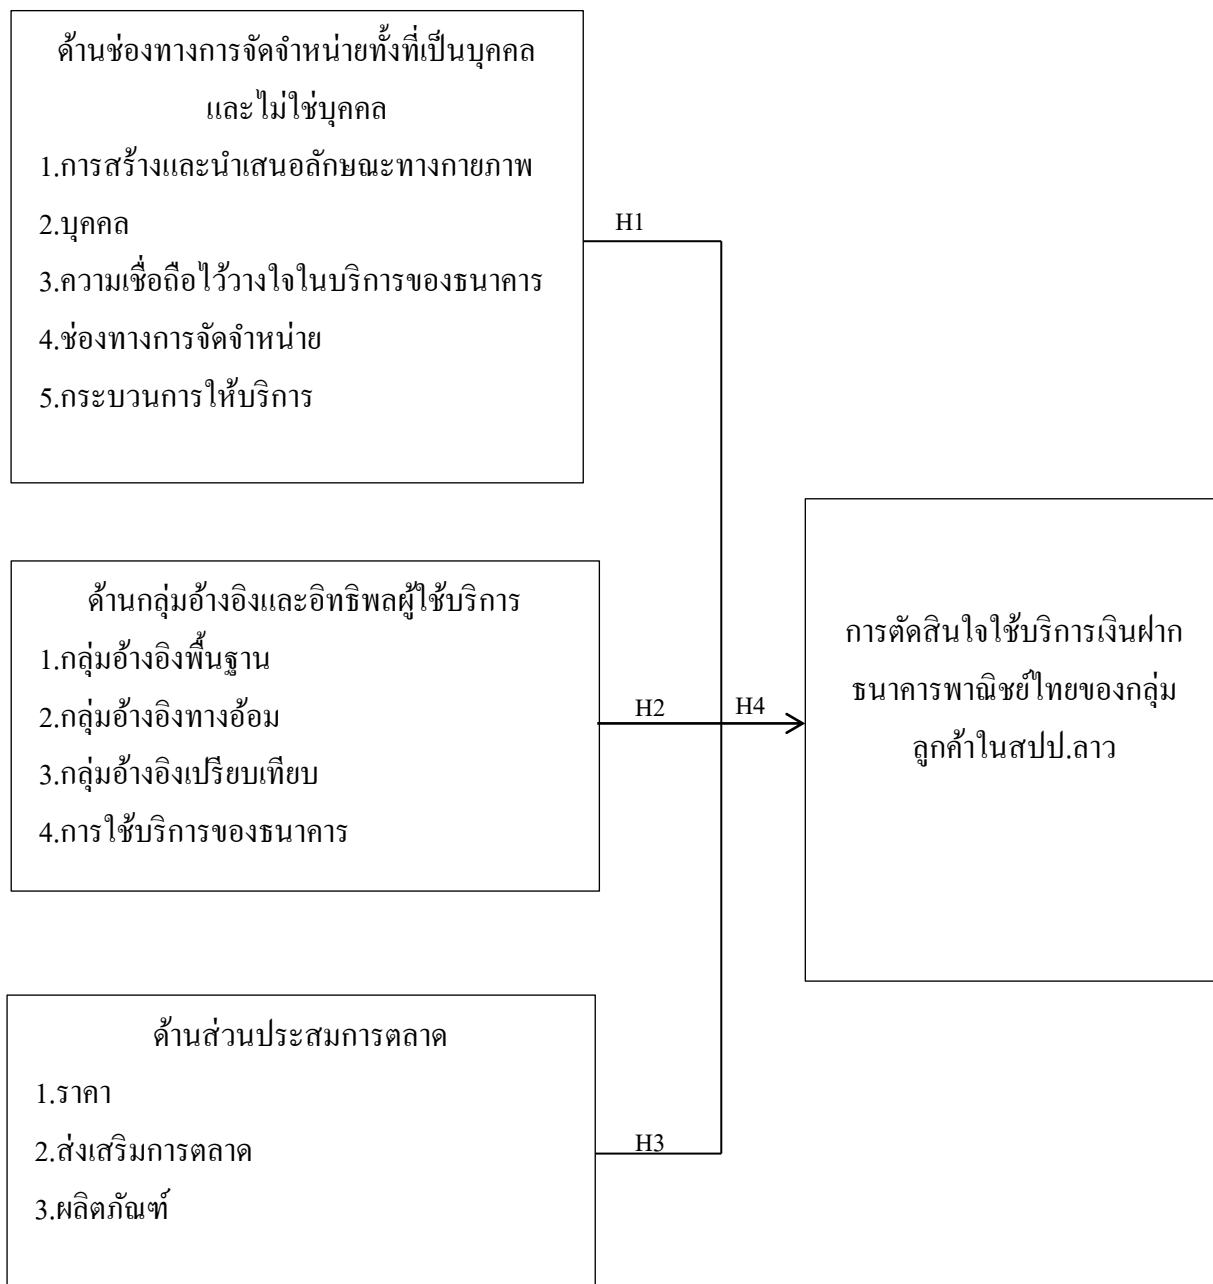 ด้านช่องทางการจัดจำหน่ายทั้งที่เป็นบุคคล
และไม่ใช่บุคคล
1.การสร้างและนำเสนอลักษณะทางกายภาพ
2.บุคคล
3.ความเชื่อถือไว้วางใจในบริการของธนาคาร
4.ช่องทางการจัดจำหน่าย
5.กระบวนการให้บริการ
H1
ด้านกลุ่มอ้างอิงและอิทธิพลผู้ใช้บริการ
1.กลุ่มอ้างอิงพื้นฐาน
2.กลุ่มอ้างอิงทางอ้อม
3.กลุ่มอ้างอิงเปรียบเทียบ
4.การใช้บริการของธนาคาร
H2
H4
การตัดสินใจใช้บริการเงินฝาก
ธนาคารพาณิชย์ไทยของกลุ่ม
ลูกค้าในสปป.ลาว
ด้านส่วนประสมการตลาด
1.ราคา
2.ส่งเสริมการตลาด
3.ผลิตภัณฑ์
H3